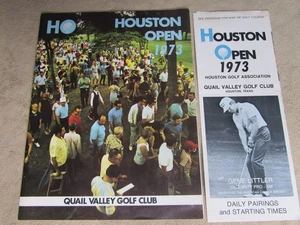 HO
HOUSTON
OPEN
1973
QUAIL VALLEY GOLF CLUB
HOUSTON
OPEN
1973
HOUSTON GOLF ASSOCIATION
QUAIL VALLEY GOLF CLUB
HOUSTON, TEXAS
GENE LITTLER
DAILY PAIRINGS
and STARTING TIMES